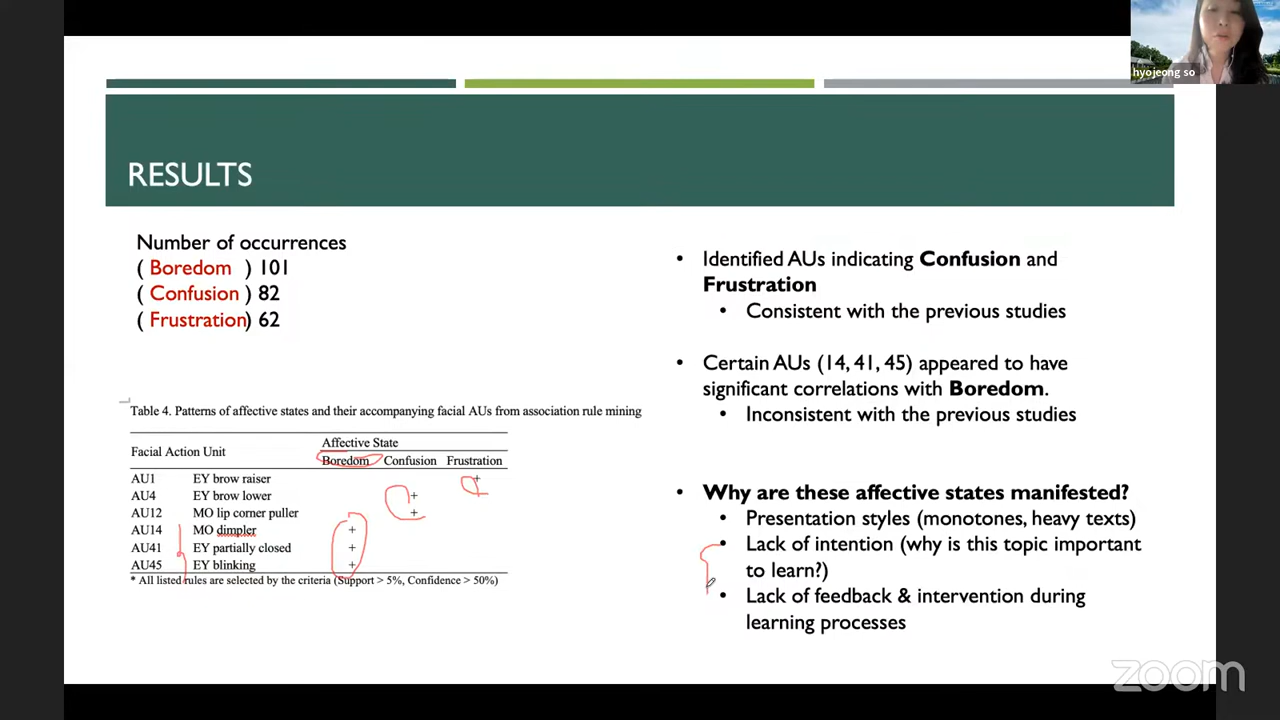 hyojeong so
RESULTS
Number of occurrences
( Boredom ) 101
( Confusion ) 82
( Frustration) 62
Table 4. Patterns of affective states and their accompanying facial AUs from association rule mining
Facial Action Unit
Affective State
Boredom Confusion Frustration
AU1 EY brow raiser +
AU4 EY brow lower +
AU12 MO lip corner puller +
AU14 MO dimpler +
AU41 EY partially closed +
AU45 EY blinking +
* All listed rules are selected by the criteria (Support > 5%, Confidence > 50%)
• Identified AUs indicating Confusion and
Frustration
• Consistent with the previous studies
• Certain AUs (14, 41, 45) appeared to have
significant correlations with Boredom.
• Inconsistent with the previous studies
• Why are these affective states manifested?
• Presentation styles (monotones, heavy texts)
• Lack of intention (why is this topic important
to learn?)
• Lack of feedback & intervention during
learning processes
zoom